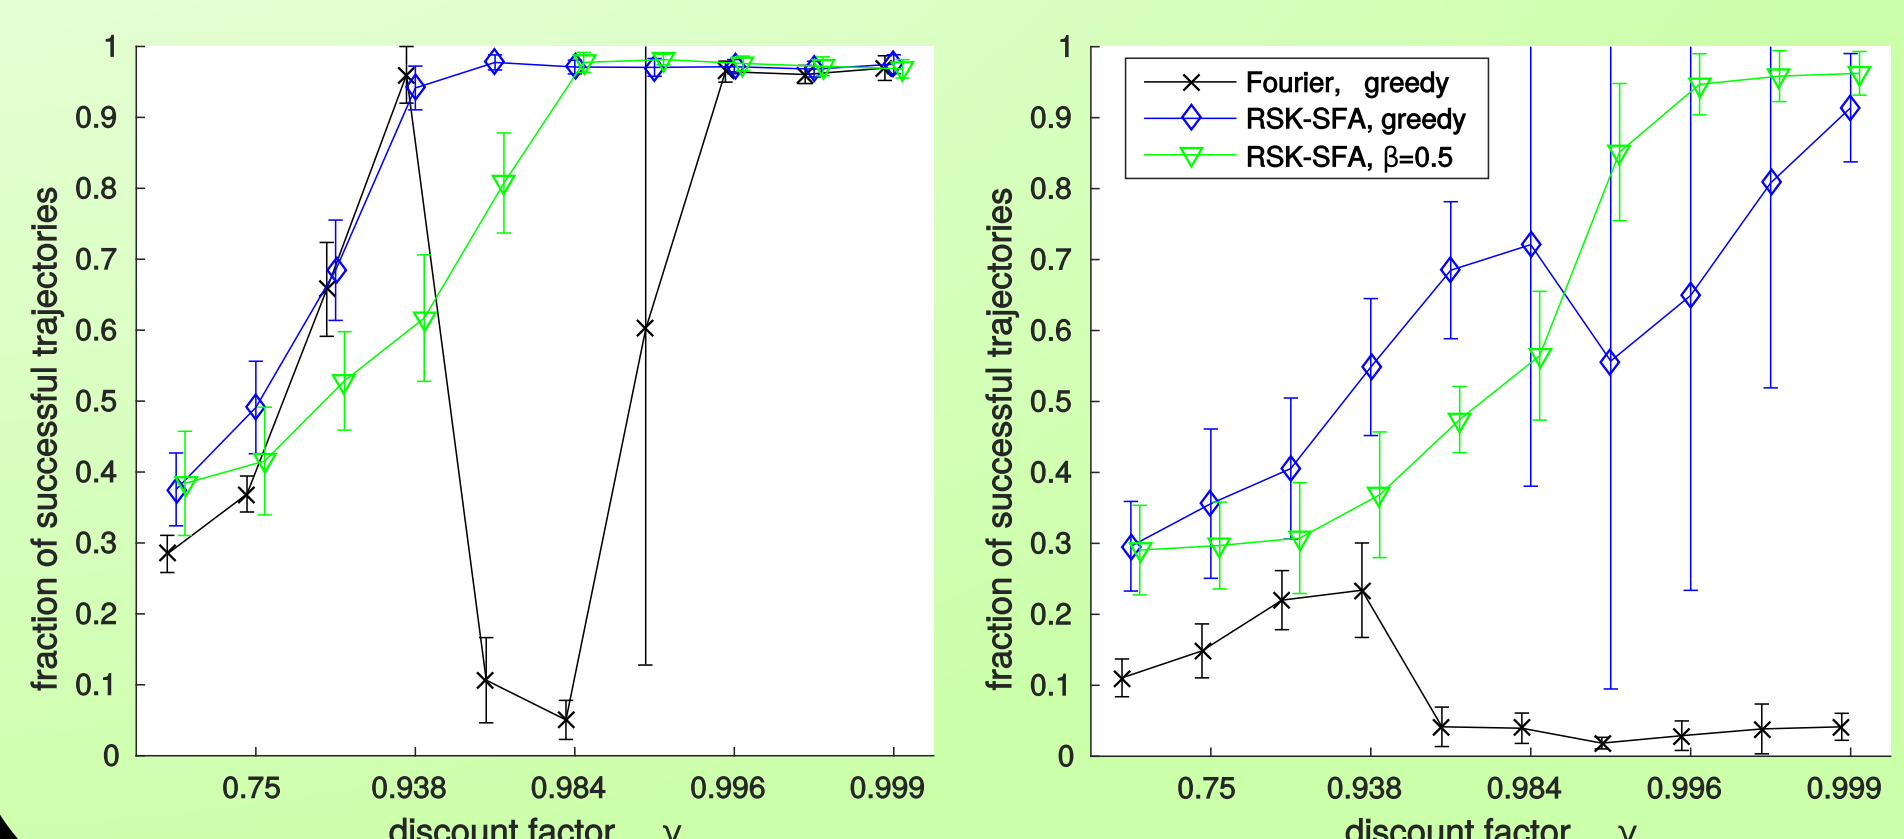 fraction of successful trajectories
1
0.9
0.8
0.7
0.6
0.5
0.4
0.3
0.2
0.1
0
0.75 0.938 0.984 0.996 0.999
discount factor γ
fraction of successful trajectories
1
0.9
0.8
0.7
0.6
0.5
0.4
0.3
0.2
0.1
0
Fourier, greedy
RSK-SFA, greedy
RSK-SFA, β=0.5
0.75 0.938 0.984 0.996 0.999
discount factor γ